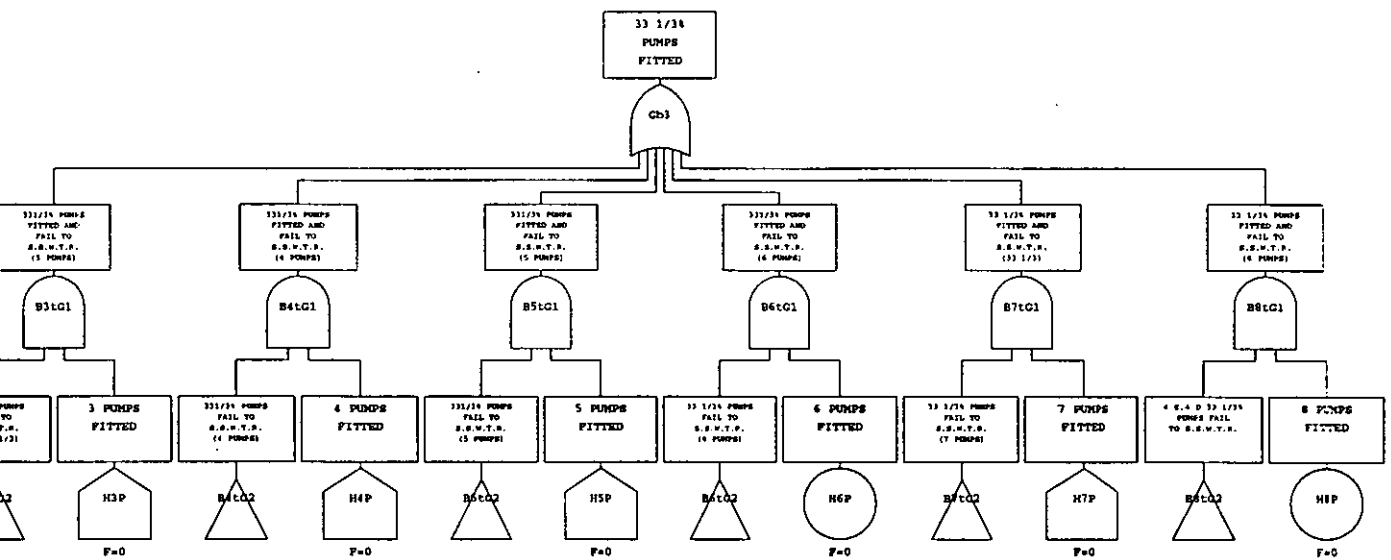 33 1/3%
PUMPS
FITTED
Gb3
331/3% PUMPS
FITTED AND
FAIL TO
S.S.W.T.R.
(3 PUMPS)
331/3% PUMPS
FITTED AND
FAIL TO
S.S.W.T.R.
(4 PUMPS)
331/3% PUMPS
FITTED AND
FAIL TO
S.S.W.T.R.
(5 PUMPS)
331/3% PUMPS
FITTED AND
FAIL TO
S.S.W.T.R.
(6 PUMPS)
33 1/3% PUMPS
FITTED AND
FAIL TO
S.S.W.T.R.
(33 1/3)
33 1/3% PUMPS
FITTED AND
FAIL TO
S.S.W.T.R.
PUMPS)
B3tG1
B4tG1
B5tG1
B6tG1
B7tG1
B8tG1
PUMPS
TO
T.R.
1/3)
3 PUMPS
FITTED
331/3% PUMPS
FAIL TO
S.S.W.T.R.
(4 PUMPS)
4 PUMPS
FITTED
331/3% PUMPS
FAIL TO
S.S.W.T.R.
(5 PUMPS)
5 PUMPS
FITTED
33 1/3% PUMPS
FAIL TO
S.S.W.T.R.
PUMPS)
6 PUMPS
FITTED
33 1/3% PUMPS
FAIL TO
S.S.W.T.R.
(7 PUMPS)
7 PUMPS
FITTED
33 1/3%
PUMPS FAIL
TO S.S.W.T.R.
8 PUMPS
FITTED
H3P
B4tG2
H4P
H5P
B6tG2
H6P
B7tG2
H7P
B8tG2
H8P
F=0
F=0
F=0
F=0
F=0
F=0